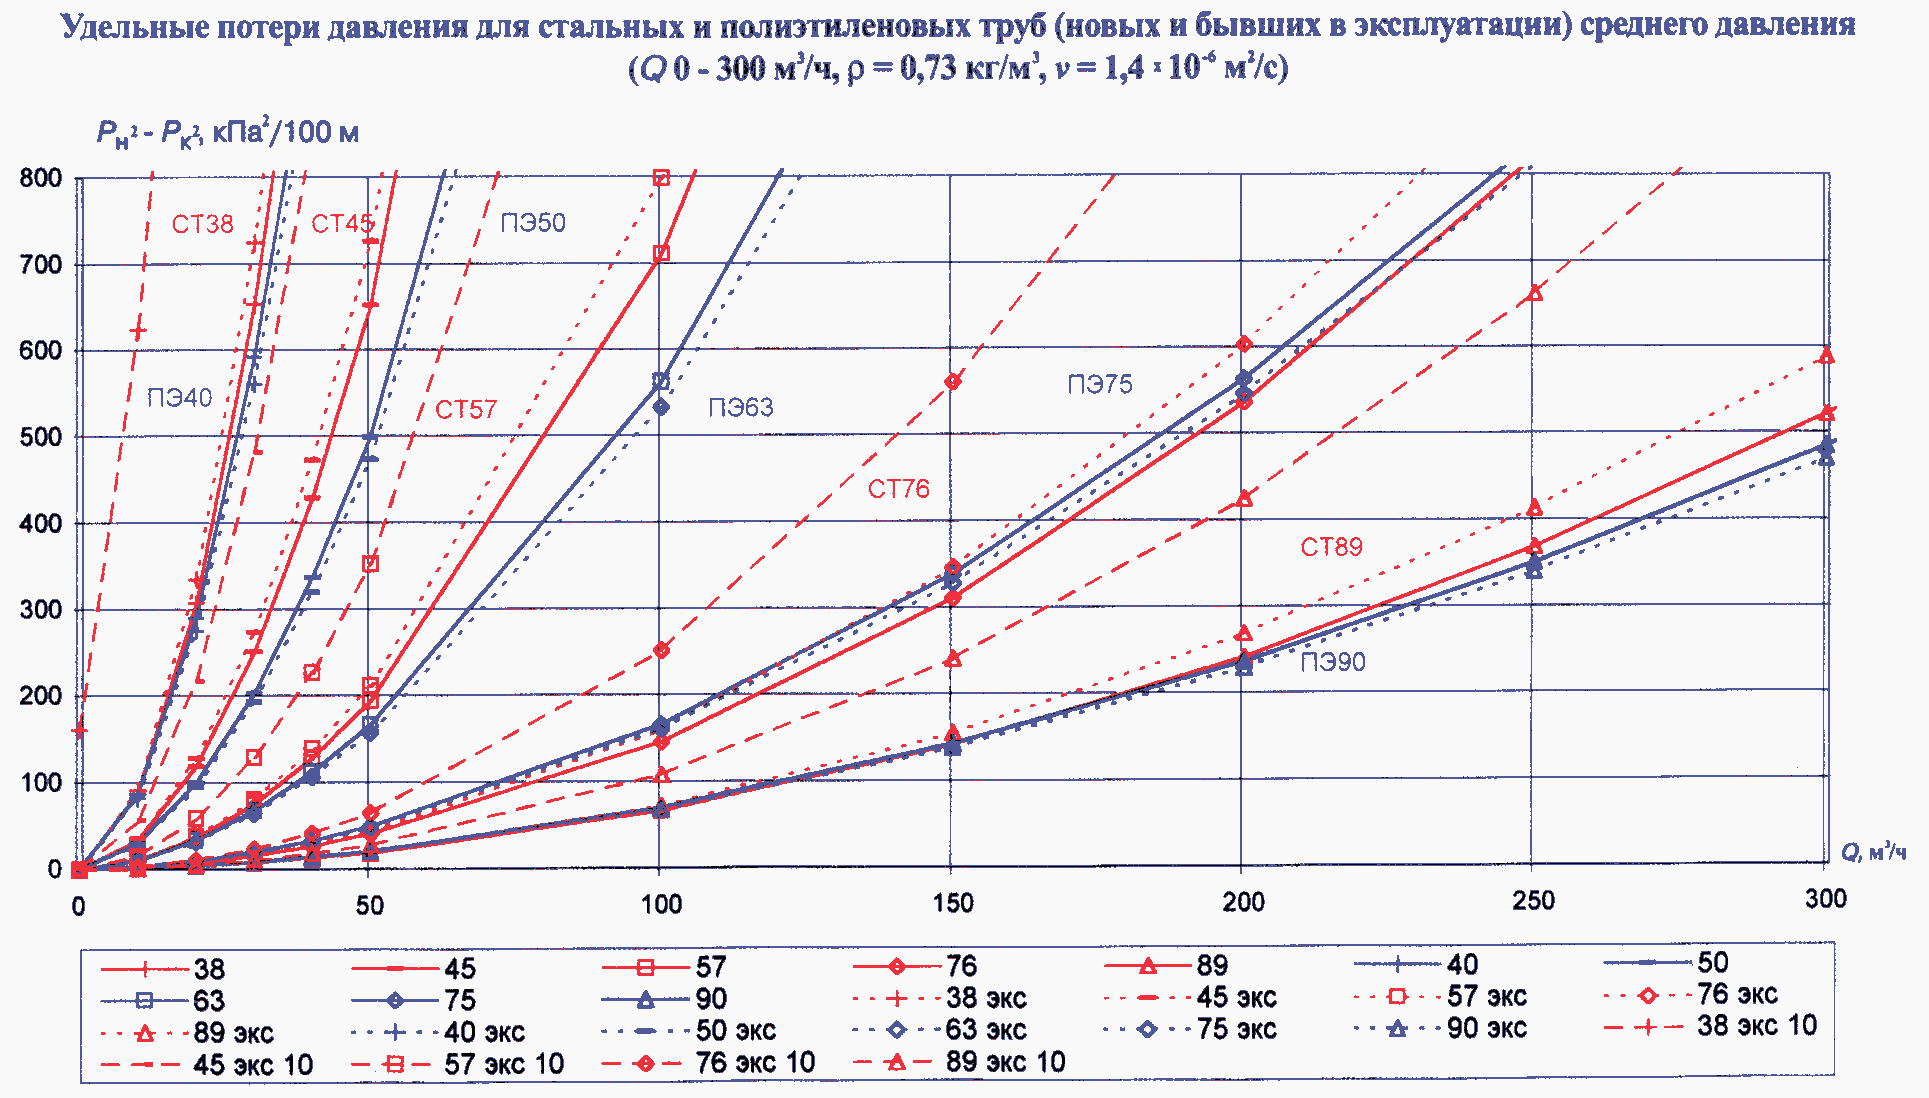 Удельные потери давления для стальных и полиэтиленовых труб (новых и бывших в эксплуатации) среднего давления
(Q 0 - 300 м³/ч, ρ = 0,73 кг/м³, ν = 1,4 · 10⁻⁶ м²/с)
Pн² - Pк², кПа²/100 м
800
СТ38 СТ45 ПЭ50
700
600
ПЭ40 СТ57 ПЭ63 ПЭ75
500
СТ76
400
СТ89
300
ПЭ90
200
100
0
Q, м³/ч
0 50 100 150 200 250 300
38 45 57 76 89 40 50
63 75 90 38 экс 45 экс 57 экс 76 экс
89 экс 40 экс 50 экс 63 экс 75 экс 90 экс 38 экс 10
45 экс 10 57 экс 10 76 экс 10 89 экс 10